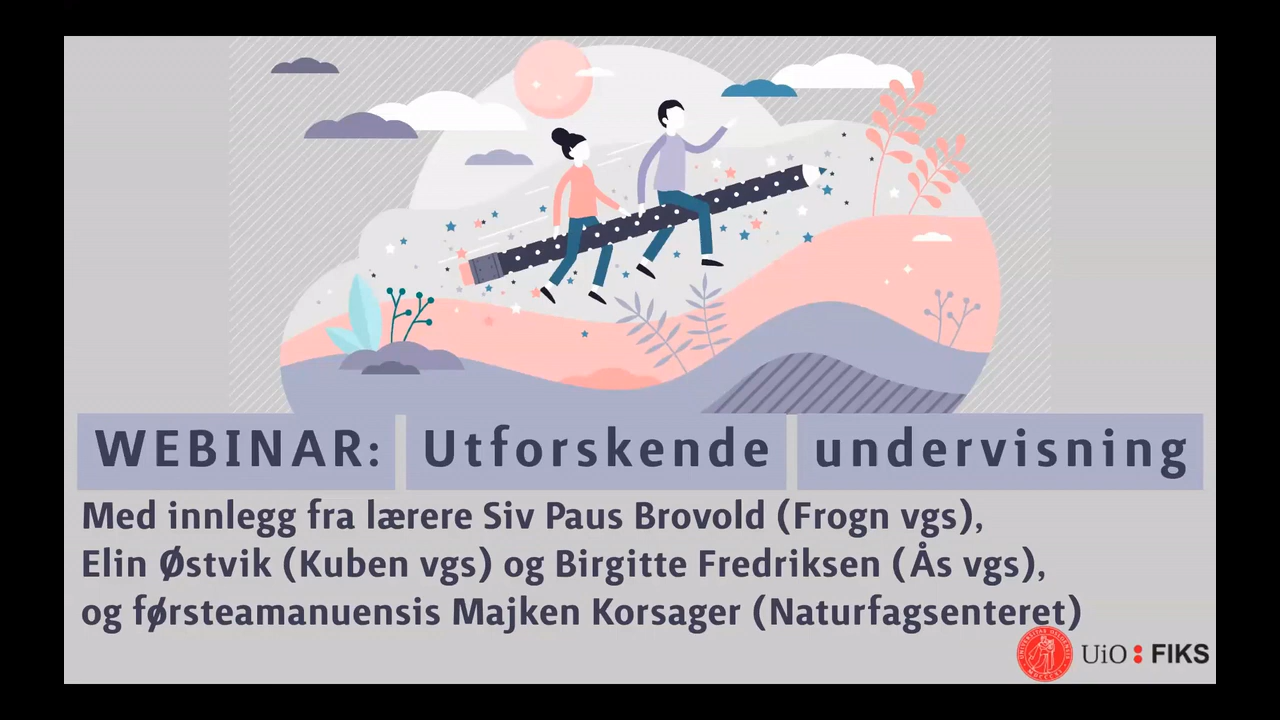 WEBINAR: Utforskende undervisning
Med innlegg fra lærere Siv Paus Brovold (Frogn vgs),
Elin Østvik (Kuben vgs) og Birgitte Fredriksen (Ås vgs),
og førsteamanuensis Majken Korsager (Naturfagsenteret)
UiO:FIKS